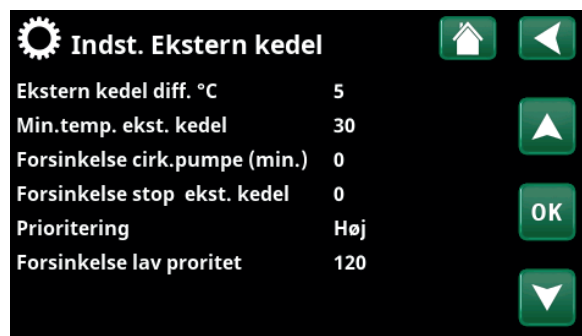 Indst. Ekstern kedel
Ekstern kedel diff. °C 5
Min.temp. ekst. kedel 30
Forsinkelse cirk.pumpe (min.) 0
Forsinkelse stop ekst. kedel 0
OK
Prioritering Høj
Forsinkelse lav proritet 120